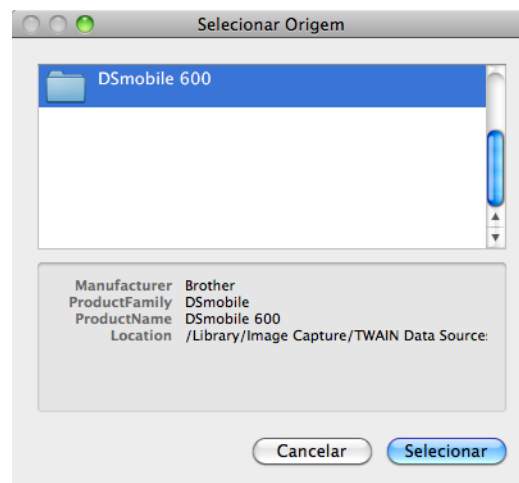 Selecionar Origem
DSmobile 600
Manufacturer Brother
ProductFamily DSmobile
ProductName DSmobile 600
Location /Library/Image Capture/TWAIN Data Source
Cancelar Selecionar